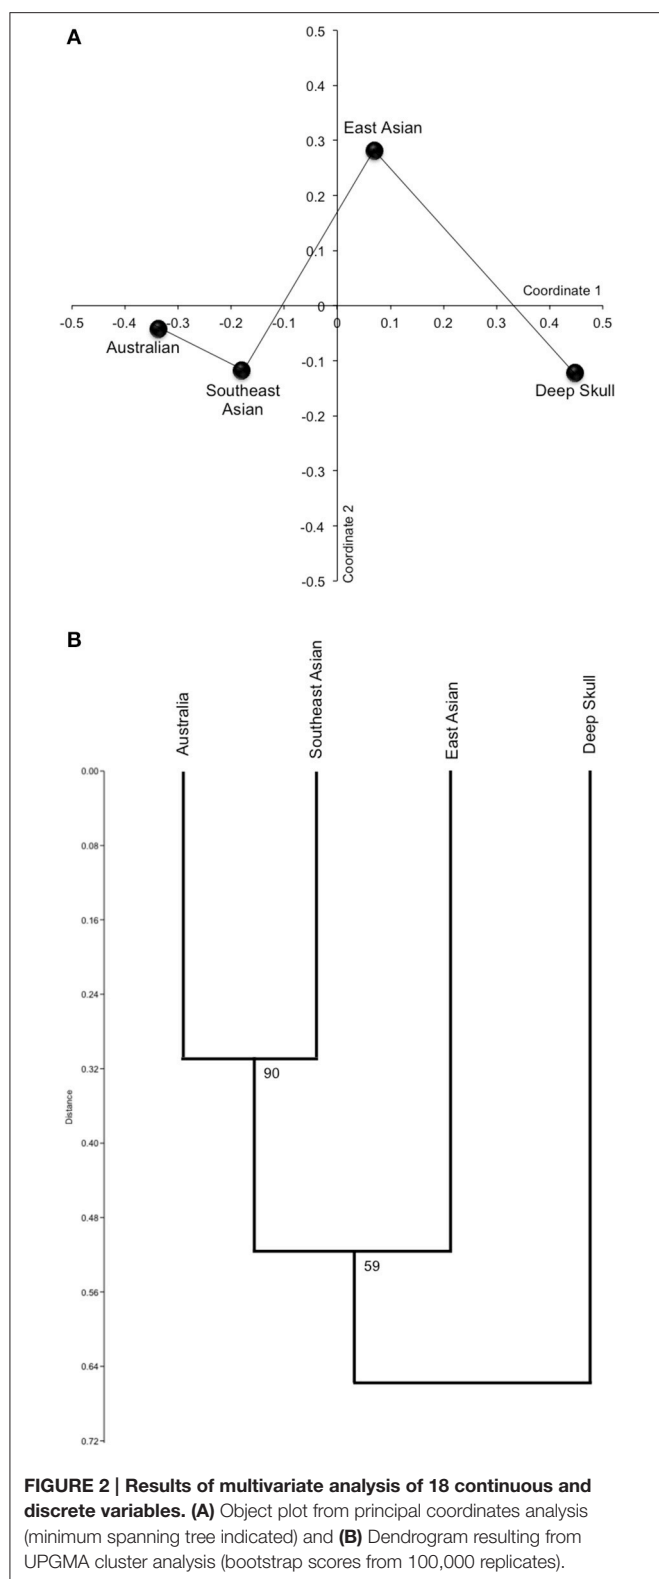 A
0.5
0.4
East Asian
0.3
0.2
0.1
Coordinate 1
0
-0.5 -0.4 -0.3 -0.2 -0.1 0 0.1 0.2 0.3 0.4 0.5
Australian
-0.1
Southeast
Asian
Deep Skull
-0.2
-0.3
-0.4
Coordinate 2
-0.5
B
Australia
Southeast Asian
East Asian
Deep Skull
0.00
0.08
0.16
0.24
0.32
90
Distance
0.40
0.48
59
0.56
0.64
0.72
FIGURE 2 | Results of multivariate analysis of 18 continuous and
discrete variables. (A) Object plot from principal coordinates analysis
(minimum spanning tree indicated) and (B) Dendrogram resulting from
UPGMA cluster analysis (bootstrap scores from 100,000 replicates).